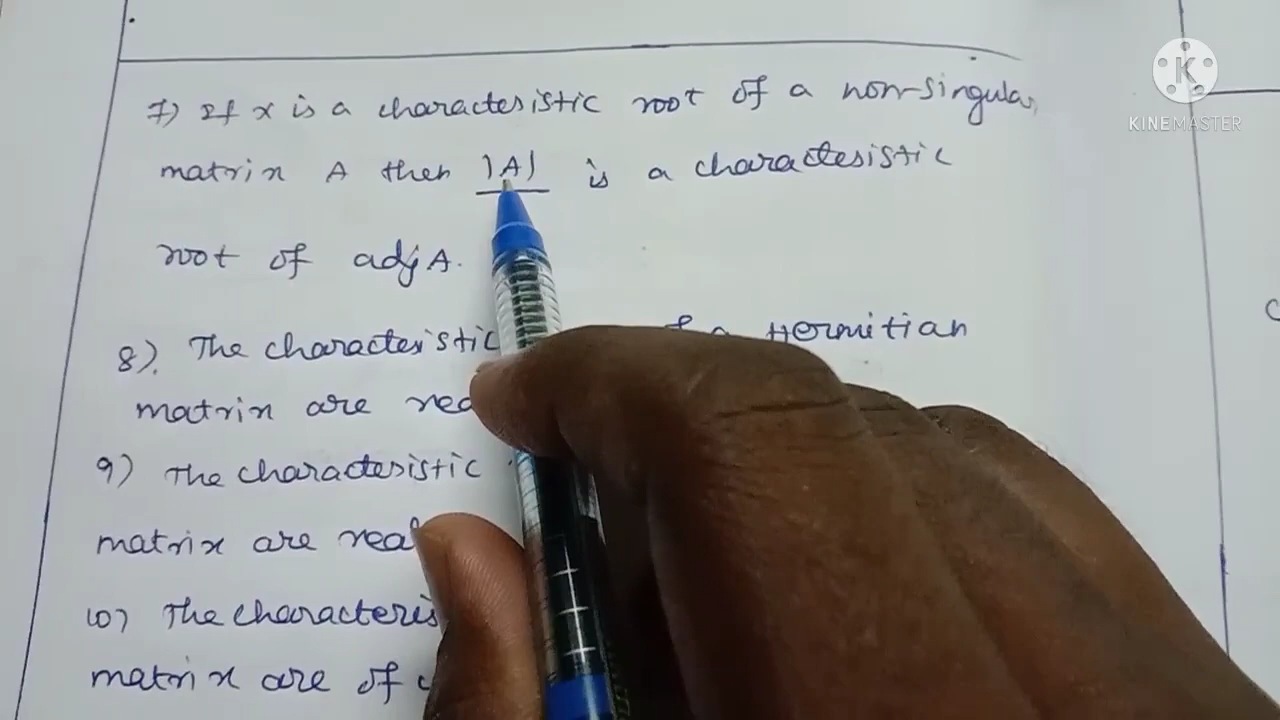 7) If x is a characteristic root of a non-singular
matrix A then |A| is a characteristic
root of adj A.
8). The characteristic of a Hermitian
matrix are
9) The characteristic
matrix are real
10) The
matrix are of
KINEMASTER